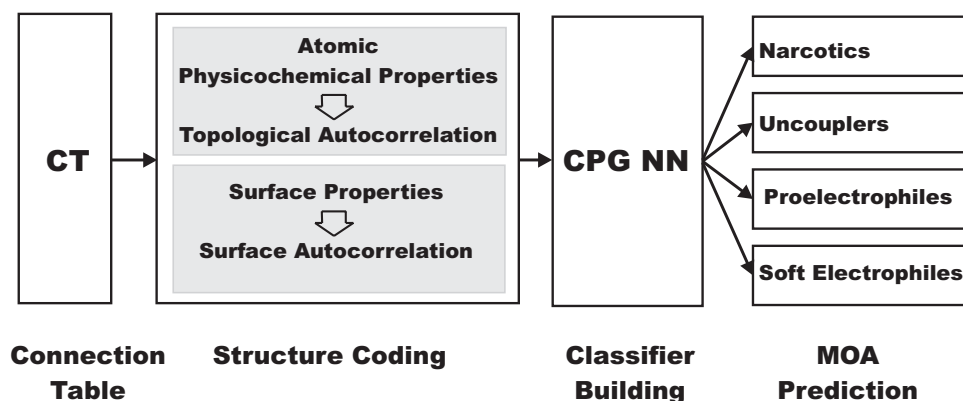 CT
Atomic
Physicochemical Properties
Topological Autocorrelation
Surface Properties
Surface Autocorrelation
CPG NN
Narcotics
Uncouplers
Proelectrophiles
Soft Electrophiles
Connection
Table
Structure Coding
Classifier
Building
MOA
Prediction